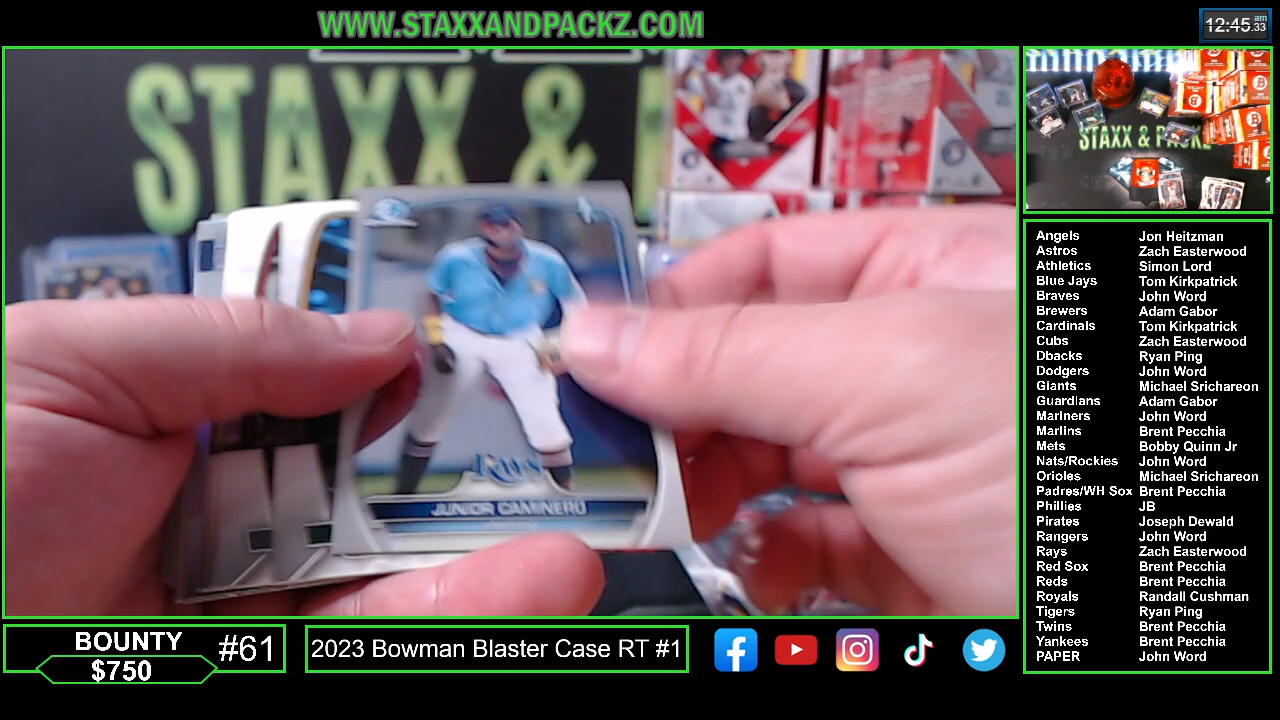 WWW.STAXXANDPACKZ.COM
12:45 am .33
STAXX &
STAXX & PACKZ
Rays
JUNIOR CAMINERO
Angels Jon Heitzman
Astros Zach Easterwood
Athletics Simon Lord
Blue Jays Tom Kirkpatrick
Braves John Word
Brewers Adam Gabor
Cardinals Tom Kirkpatrick
Cubs Zach Easterwood
Dbacks Ryan Ping
Dodgers John Word
Giants Michael Srichareon
Guardians Adam Gabor
Mariners John Word
Marlins Brent Pecchia
Mets Bobby Quinn Jr
Nats/Rockies John Word
Orioles Michael Srichareon
Padres/WH Sox Brent Pecchia
Phillies JB
Pirates Joseph Dewald
Rangers John Word
Rays Zach Easterwood
Red Sox Brent Pecchia
Reds Brent Pecchia
Royals Randall Cushman
Tigers Ryan Ping
Twins Brent Pecchia
Yankees Brent Pecchia
PAPER John Word
BOUNTY
$750
#61
2023 Bowman Blaster Case RT #1